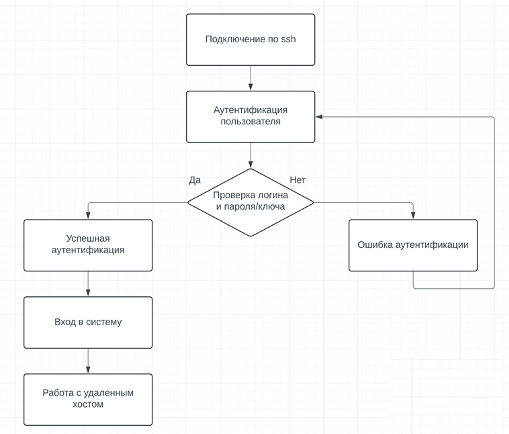 Подключение по ssh
Аутентификация
пользователя
Да
Нет
Проверка логина
и пароля/ключа
Успешная
аутентификация
Ошибка аутентификации
Вход в систему
Работа с удаленным
хостом